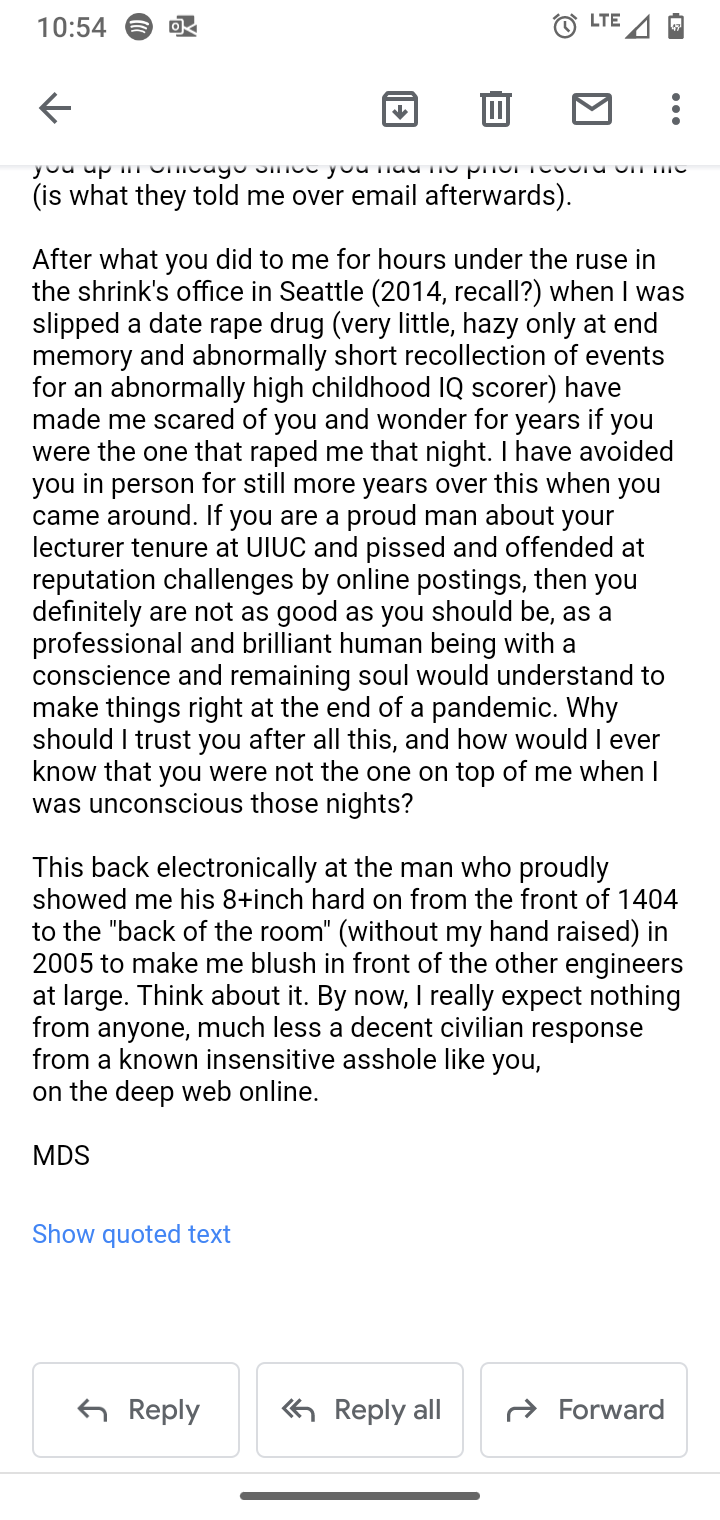 10:54
LTE
you up in Chicago since you had no prior record on file
(is what they told me over email afterwards).
After what you did to me for hours under the ruse in
the shrink's office in Seattle (2014, recall?) when I was
slipped a date rape drug (very little, hazy only at end
memory and abnormally short recollection of events
for an abnormally high childhood IQ scorer) have
made me scared of you and wonder for years if you
were the one that raped me that night. I have avoided
you in person for still more years over this when you
came around. If you are a proud man about your
lecturer tenure at UIUC and pissed and offended at
reputation challenges by online postings, then you
definitely are not as good as you should be, as a
professional and brilliant human being with a
conscience and remaining soul would understand to
make things right at the end of a pandemic. Why
should I trust you after all this, and how would I ever
know that you were not the one on top of me when I
was unconscious those nights?
This back electronically at the man who proudly
showed me his 8+inch hard on from the front of 1404
to the "back of the room" (without my hand raised) in
2005 to make me blush in front of the other engineers
at large. Think about it. By now, I really expect nothing
from anyone, much less a decent civilian response
from a known insensitive asshole like you,
on the deep web online.
MDS
Show quoted text
Reply
Reply all
Forward